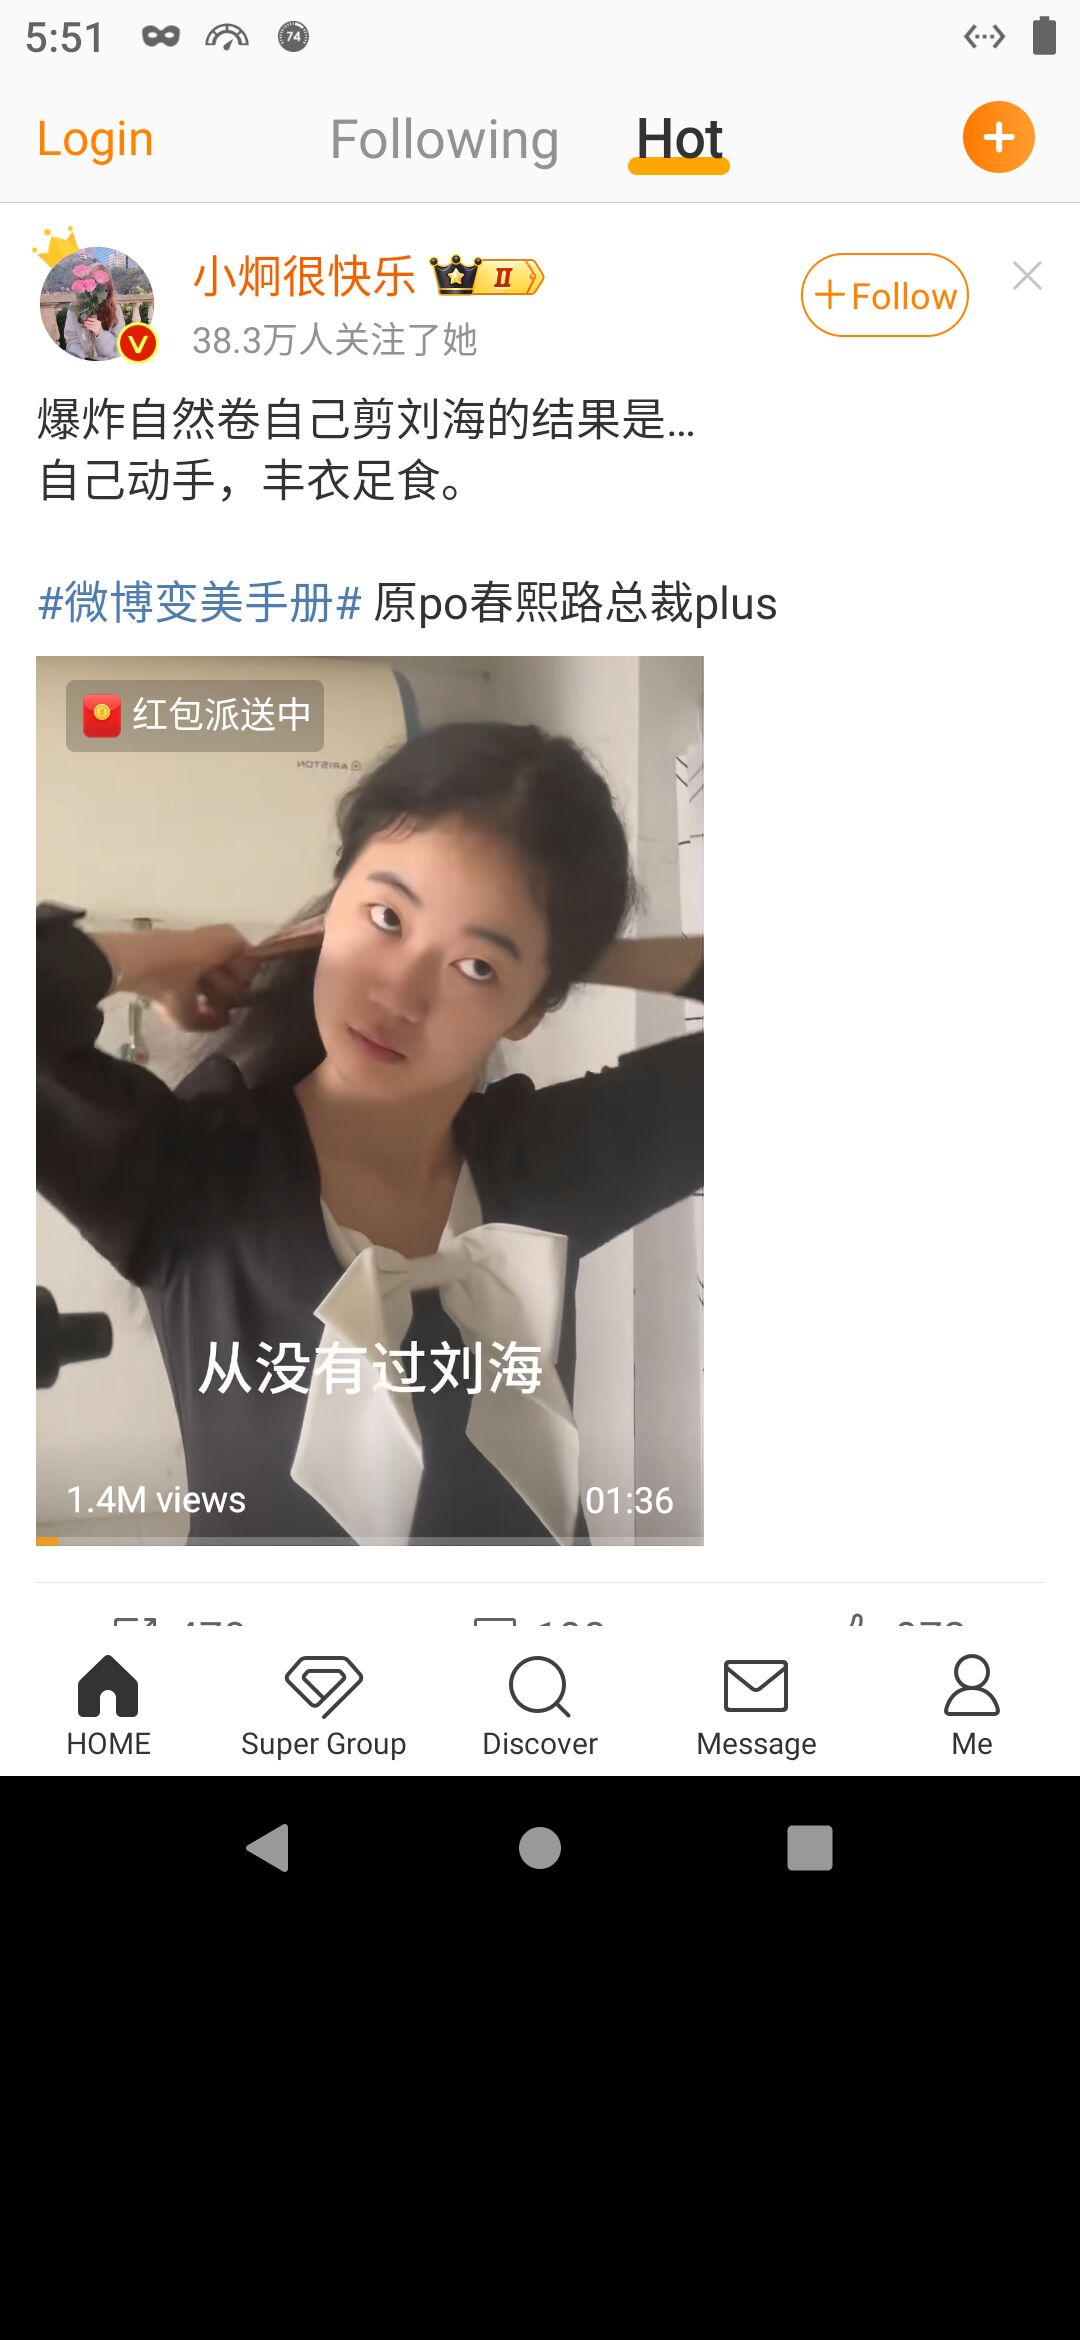 5:51
74
Login
Following
Hot
小炯很快乐
II
Follow
38.3万人关注了她
爆炸自然卷自己剪刘海的结果是...
自己动手，丰衣足食。
#微博变美手册# 原po春熙路总裁plus
红包派送中
ARISTON
从没有过刘海
1.4M views
01:36
HOME
Super Group
Discover
Message
Me